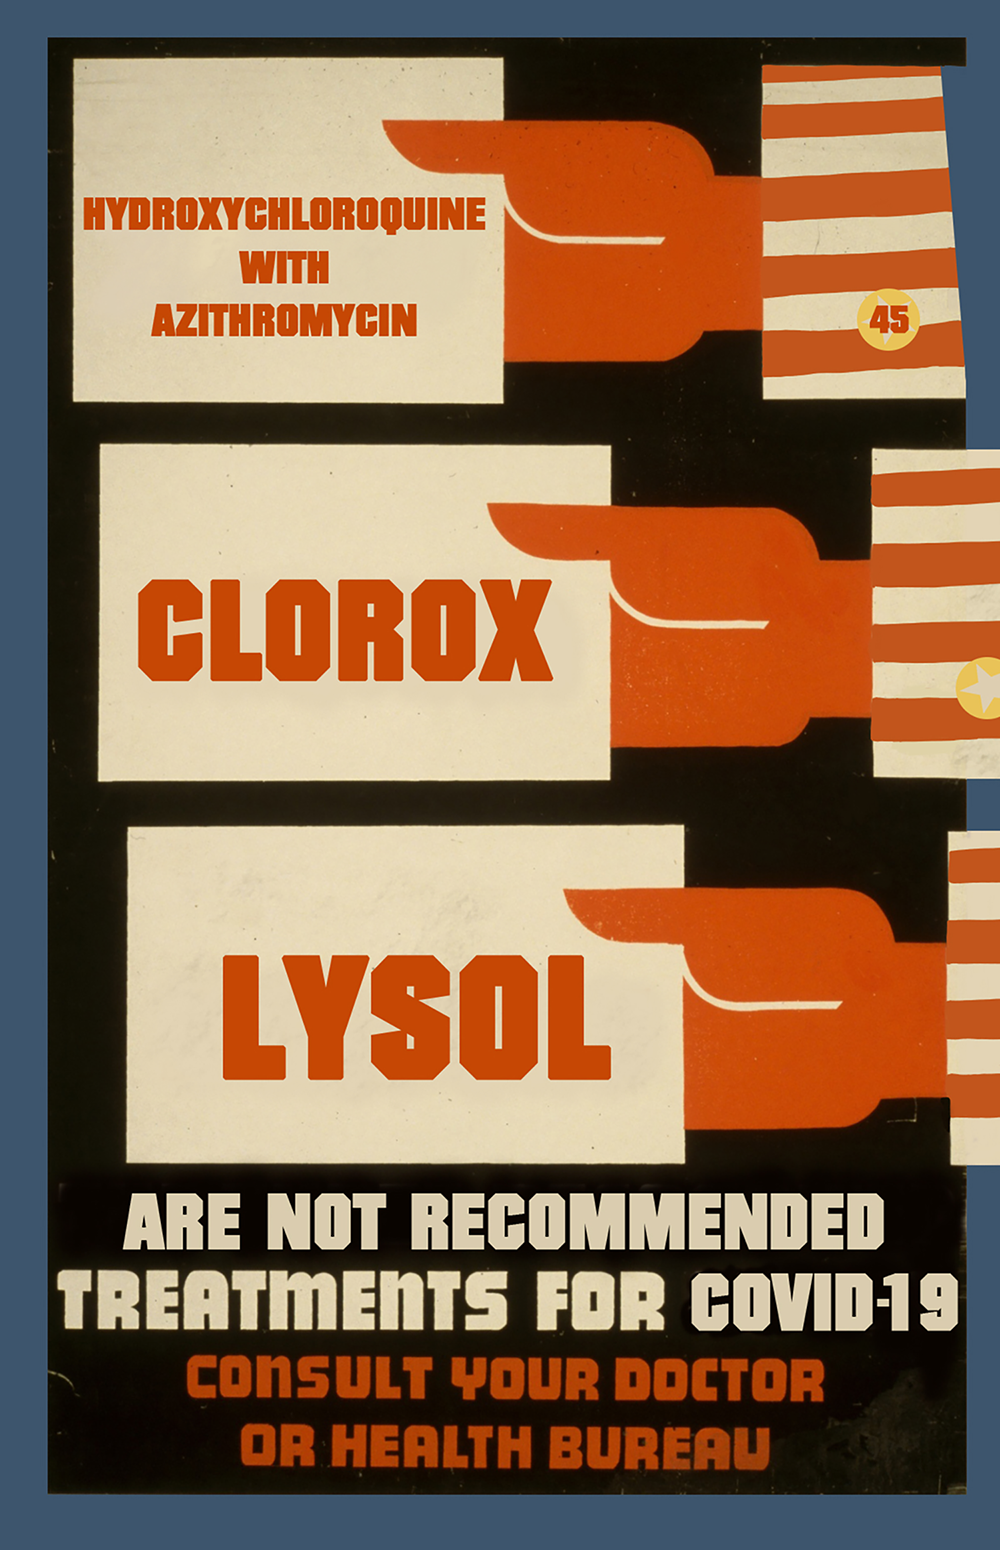 HYDROXYCHLOROQUINE
WITH
AZITHROMYCIN
45
CLOROX
LYSOL
ARE NOT RECOMMENDED
TREATMENTS FOR COVID-19
CONSULT YOUR DOCTOR
OR HEALTH BUREAU